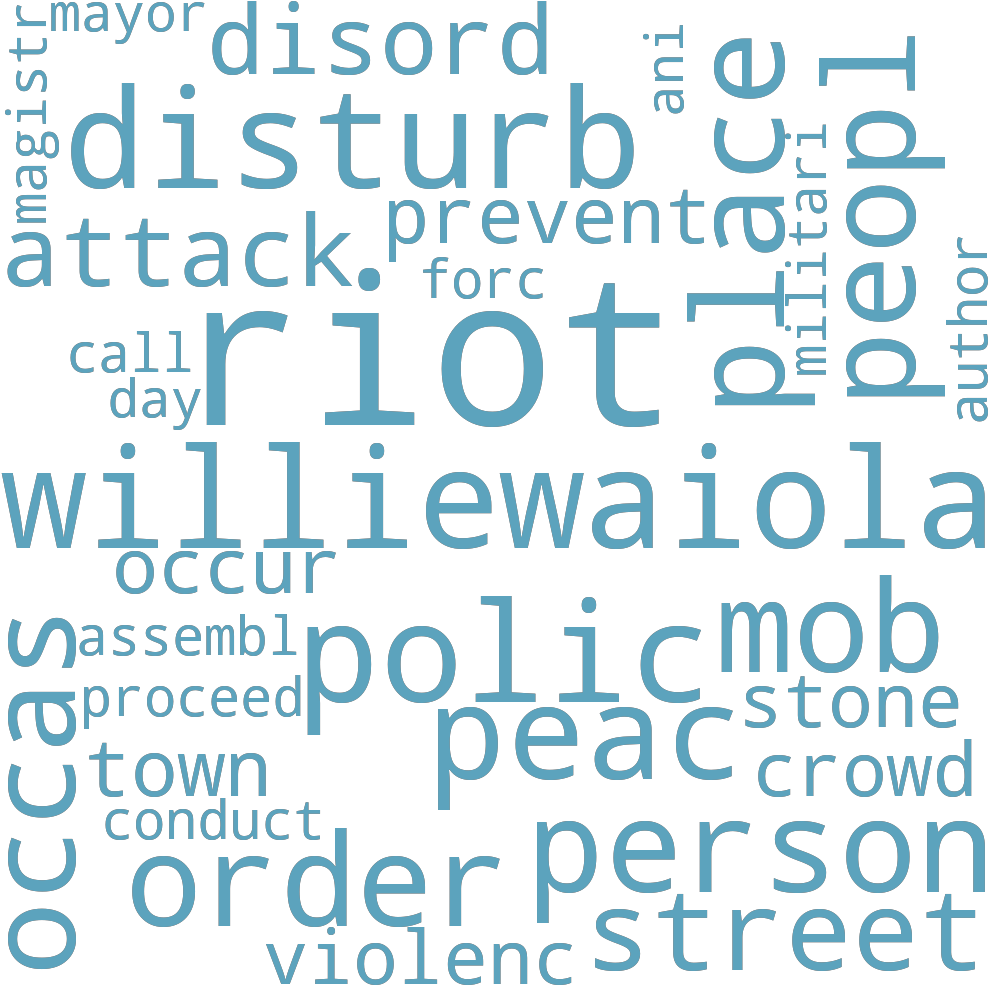 mayor
disord
magistr
disturb
ani
place
peopl
militari
author
attack
prevent
forc
riot
call
day
williewaiola
occur
occas
assembl
polic
mob
proceed
peac
stone
town
crowd
conduct
order
person
street
violenc